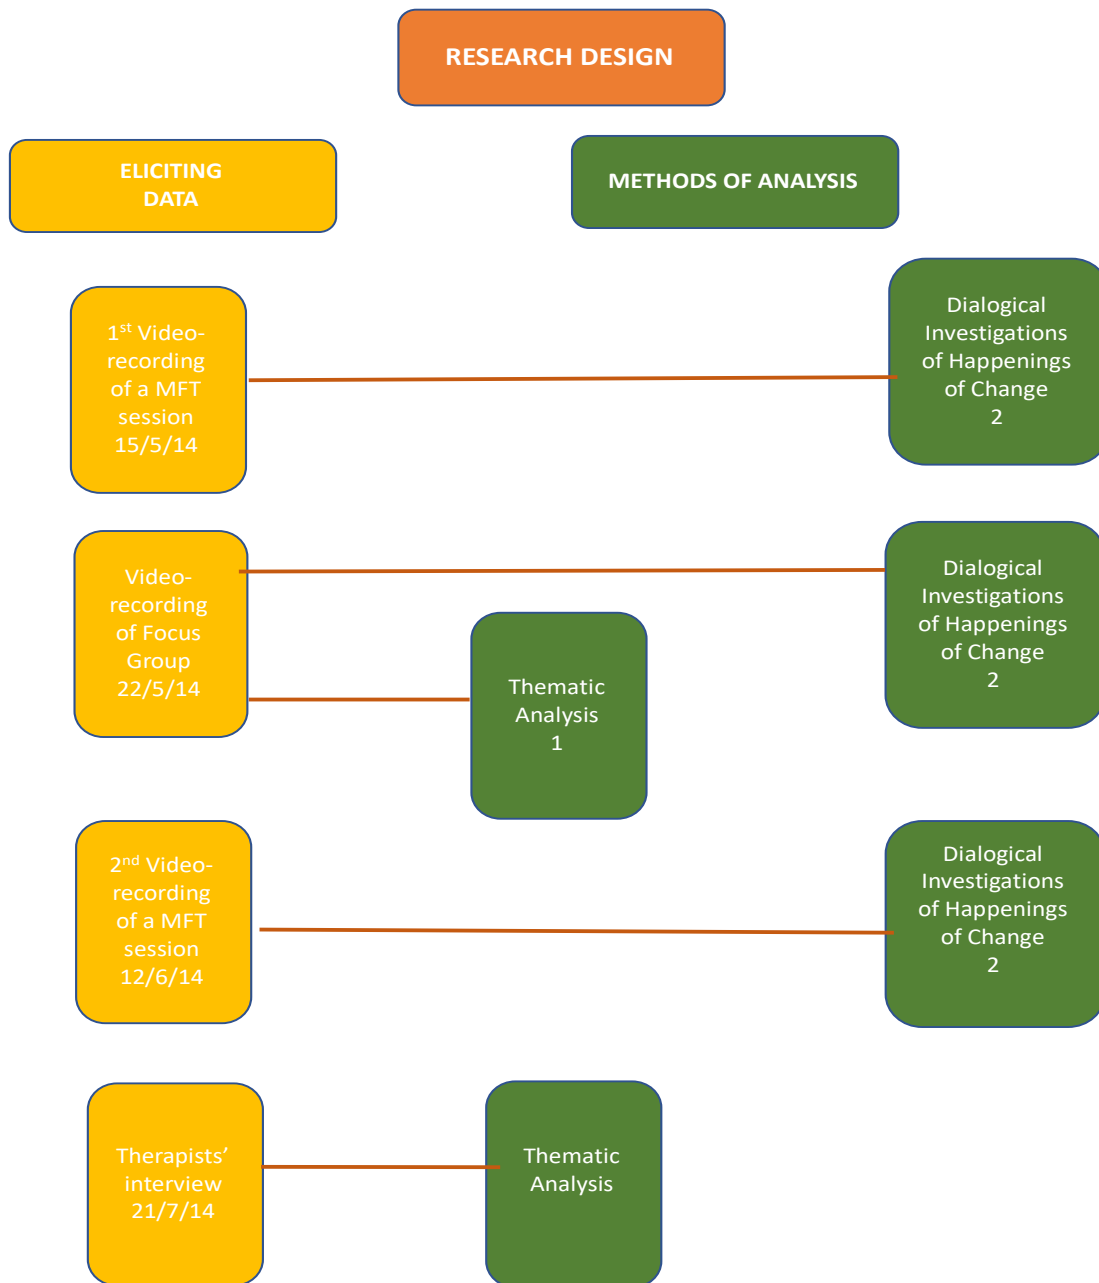 RESEARCH DESIGN
ELICITING
DATA
METHODS OF ANALYSIS
1st Video-
recording
of a MFT
session
15/5/14
Dialogical
Investigations
of Happenings
of Change
2
Video-
recording
of Focus
Group
22/5/14
Thematic
Analysis
1
Dialogical
Investigations
of Happenings
of Change
2
2nd Video-
recording
of a MFT
session
12/6/14
Dialogical
Investigations
of Happenings
of Change
2
Therapists’
interview
21/7/14
Thematic
Analysis